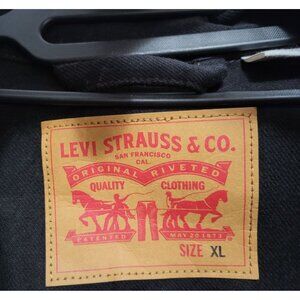 LEVI STRAUSS & CO.
SAN FRANCISCO
CAL.
ORIGINAL RIVETED
QUALITY CLOTHING
PATENTED MAY 20 1873
SIZE XL